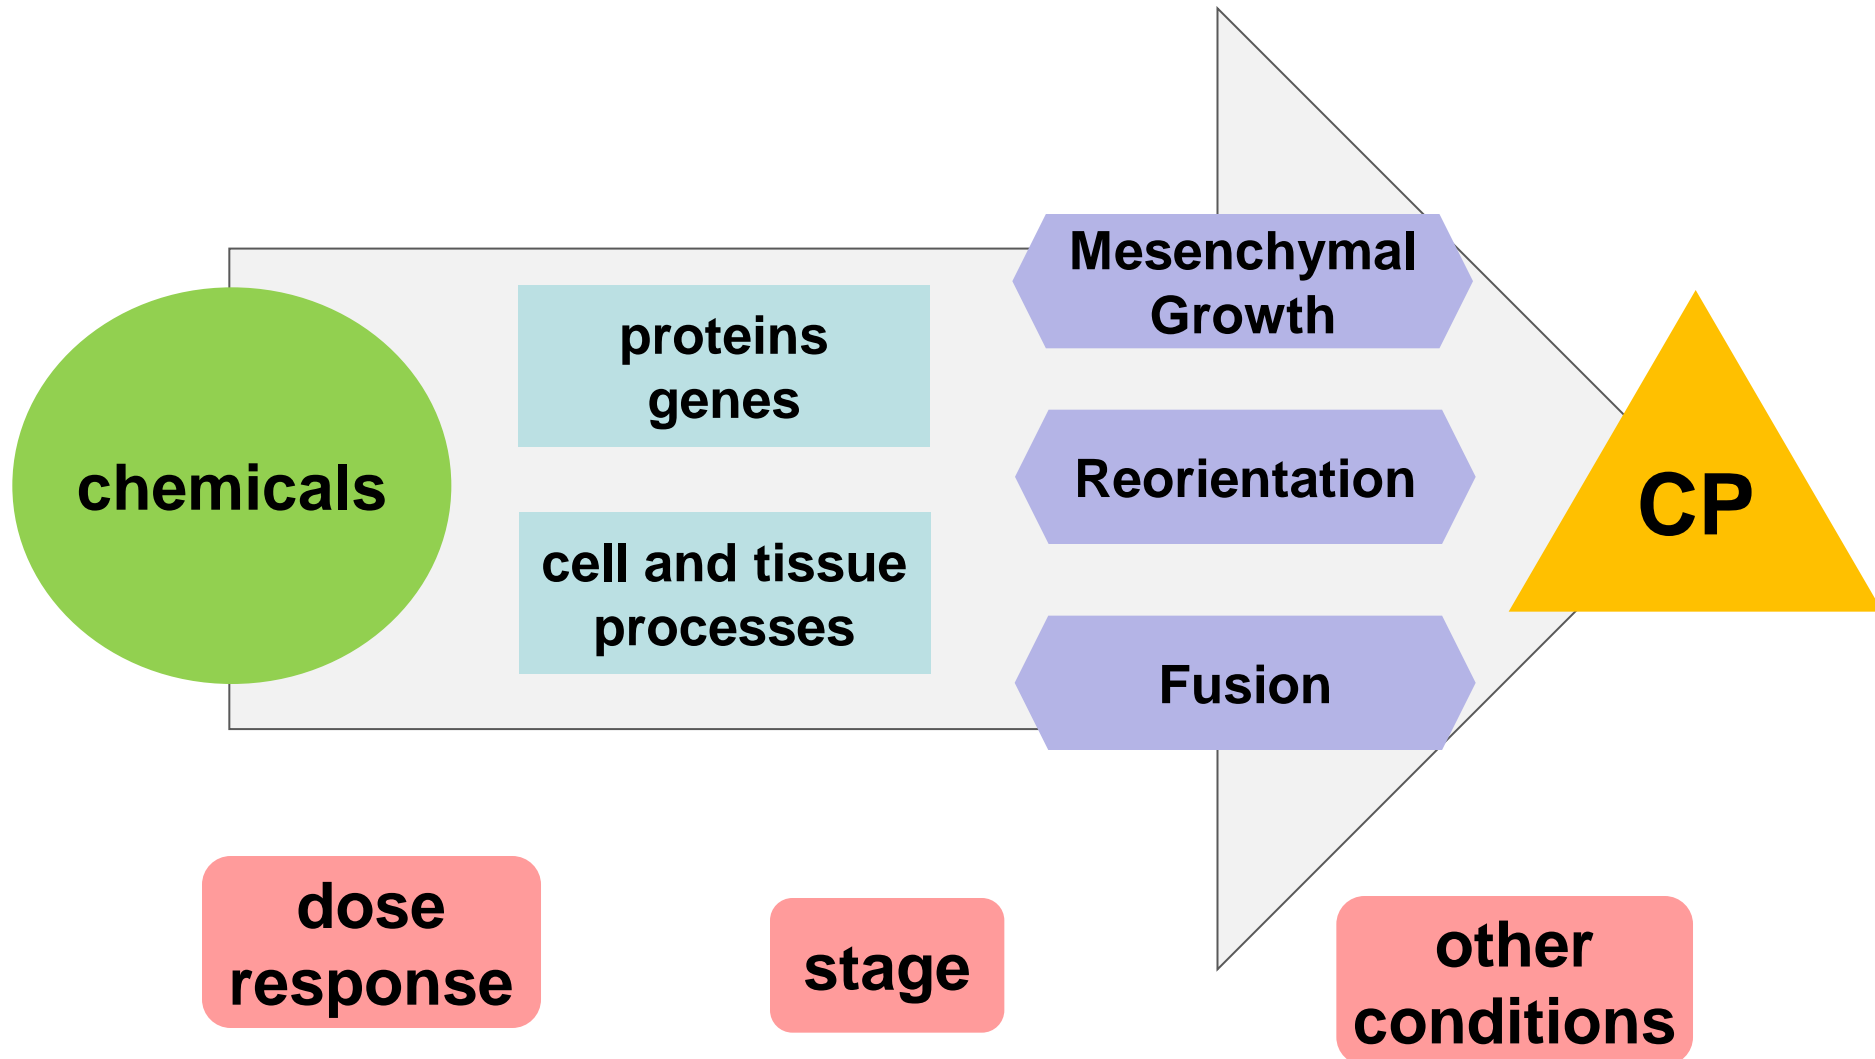 chemicals
proteins
genes
cell and tissue
processes
Mesenchymal
Growth
Reorientation
Fusion
CP
dose
response
stage
other
conditions